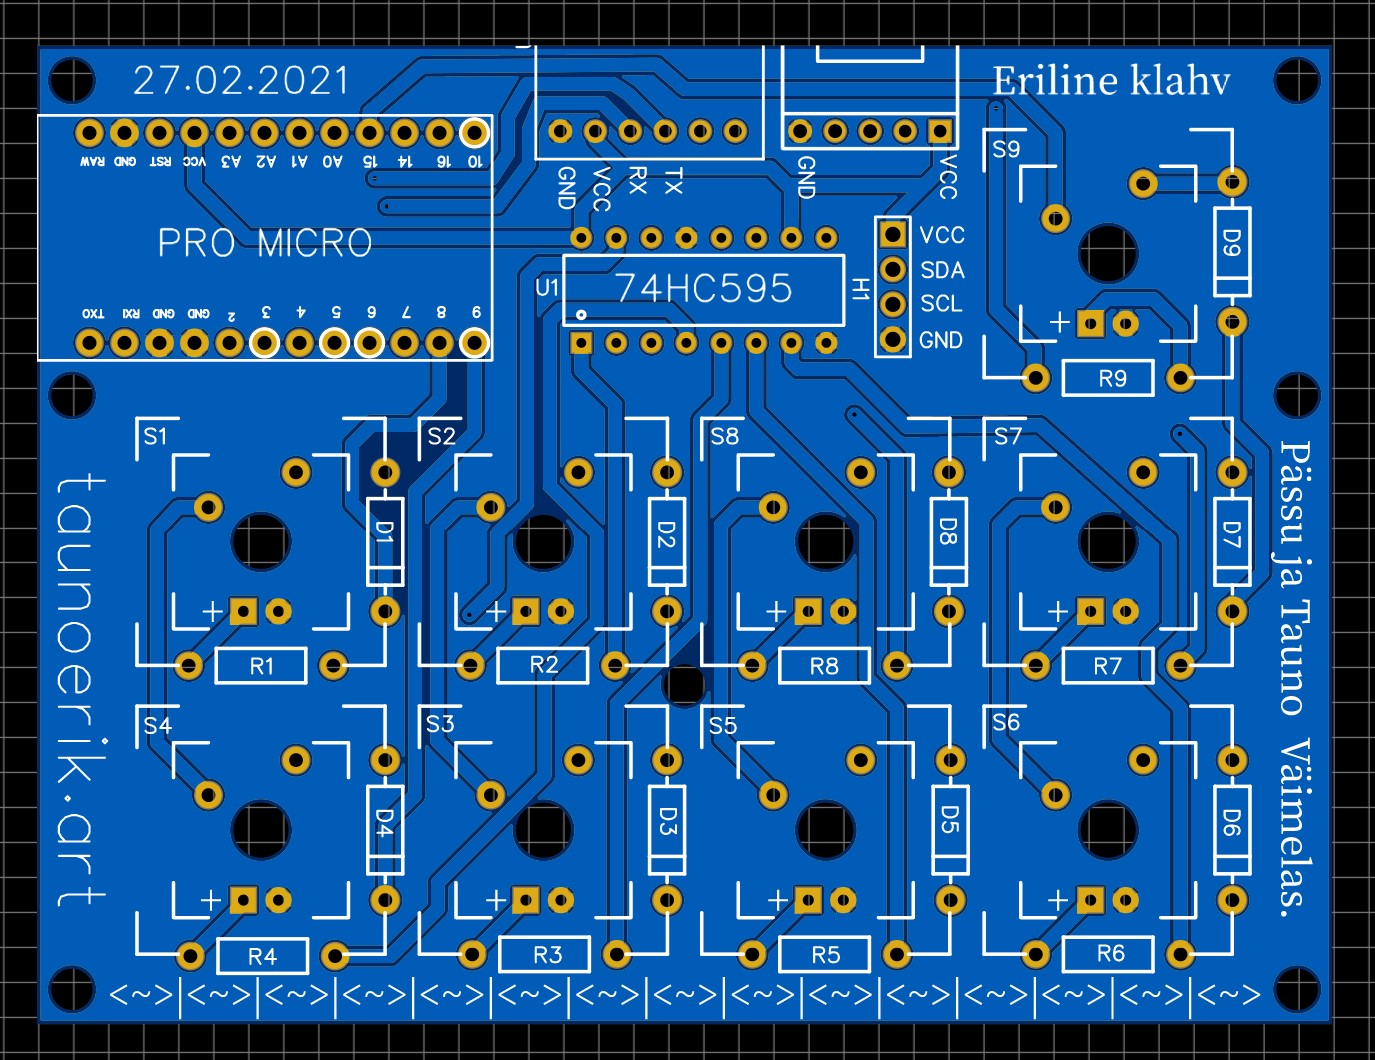 27.02.2021
Eriline klahv
RAW GND RST VCC A3 A2 A1 A0 15 14 16 10
GND VCC RX TX
GND VCC
S9
D9
PRO MICRO
VCC
SDA
SCL
GND
H1
U1
74HC595
TXO RXI GND GND 2 3 4 5 6 7 8 9
+
R9
S1 S2 S8 S7
D1 D2 D8 D7
+ + + +
R1 R2 R8 R7
S4 S3 S5 S6
D4 D3 D5 D6
+ + + +
R4 R3 R5 R6
taunoerik.art
Pässu ja Tauno Väimelas.
<~>|<~>|<~>|<~>|<~>|<~>|<~>|<~>|<~>|<~>|<~>|<~>|<~>|<~>|<~>